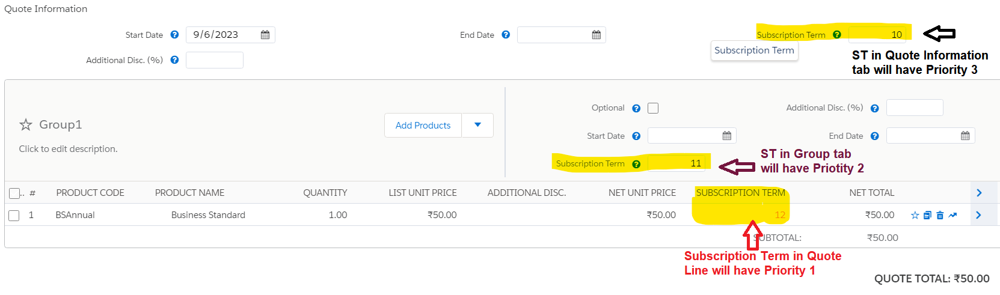 Quote Information
Start Date ? 9/6/2023 End Date ? Subscription Term ? 10
Subscription Term
Additional Disc. (%) ?
ST in Quote Information
tab will have Priority 3
Optional ? Additional Disc. (%) ?
Group1 Add Products
Start Date ? End Date ?
Click to edit description.
Subscription Term ? 11
ST in Group tab
will have Priotity 2
.. # PRODUCT CODE PRODUCT NAME QUANTITY LIST UNIT PRICE ADDITIONAL DISC. NET UNIT PRICE SUBSCRIPTION TERM NET TOTAL
1 BSAnnual Business Standard 1.00 ₹50.00 ₹50.00 12 ₹50.00
SUBTOTAL: ₹50.00
Subscription Term in Quote
Line will have Priority 1
QUOTE TOTAL: ₹50.00